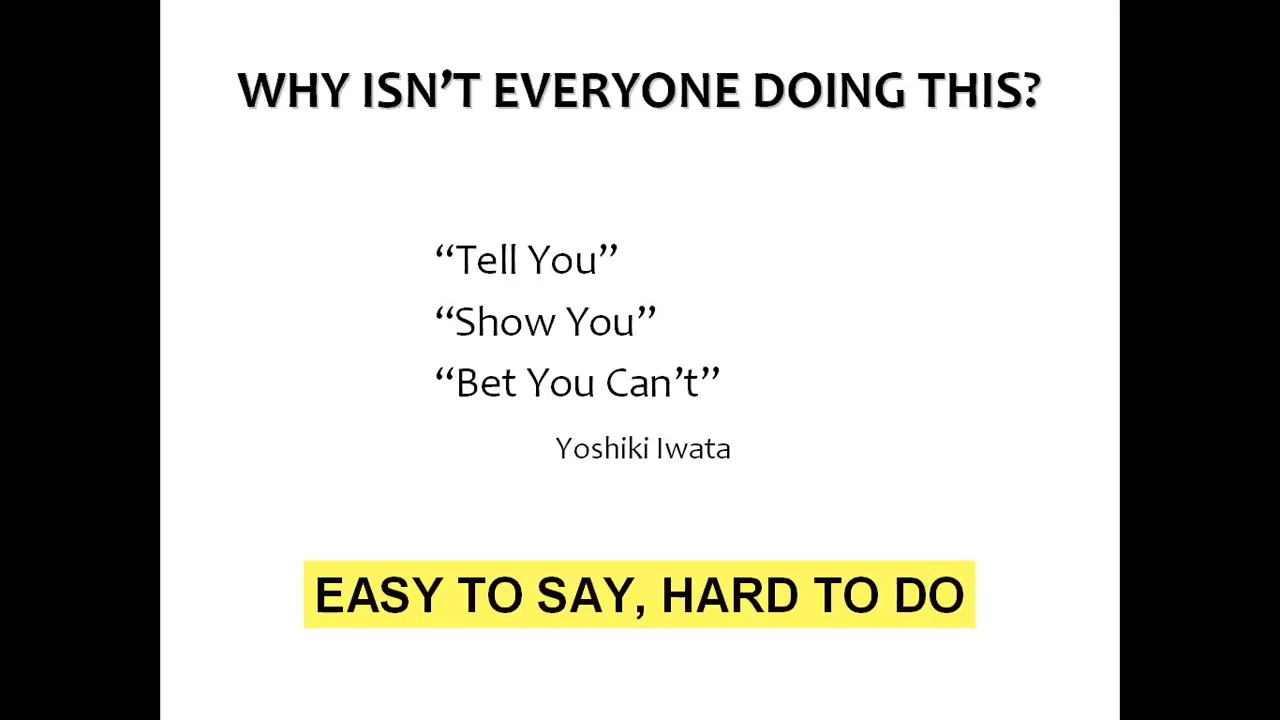 WHY ISN’T EVERYONE DOING THIS?
“Tell You”
“Show You”
“Bet You Can’t”
Yoshiki Iwata
EASY TO SAY, HARD TO DO